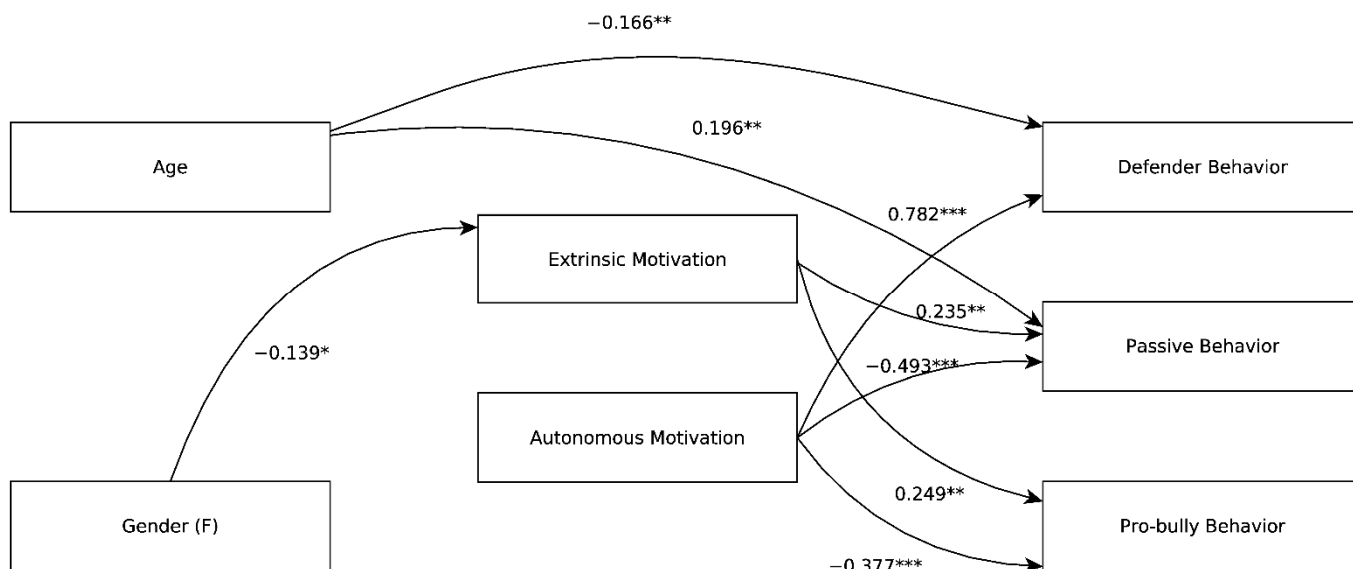 −0.166**
0.196**
Age
Defender Behavior
0.782***
Extrinsic Motivation
0.235**
−0.139*
Passive Behavior
−0.493***
Autonomous Motivation
0.249**
Gender (F)
Pro-bully Behavior
−0.377***